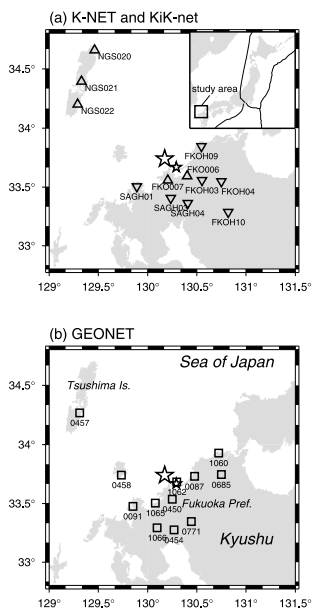 (a) K-NET and KiK-net
34.5°
34°
33.5°
33°
NGS020
NGS021
NGS022
study area
FKOH09
FKO006
FKO007
FKOH03
FKOH04
SAGH01
SAGH03
SAGH04
FKOH10
129°
129.5°
130°
130.5°
131°
131.5°
(b) GEONET
Sea of Japan
34.5°
34°
33.5°
33°
Tsushima Is.
0457
1060
0458
0087
0685
1062
0091
1065
0450
Fukuoka Pref.
1066
0454
0771
Kyushu
129°
129.5°
130°
130.5°
131°
131.5°